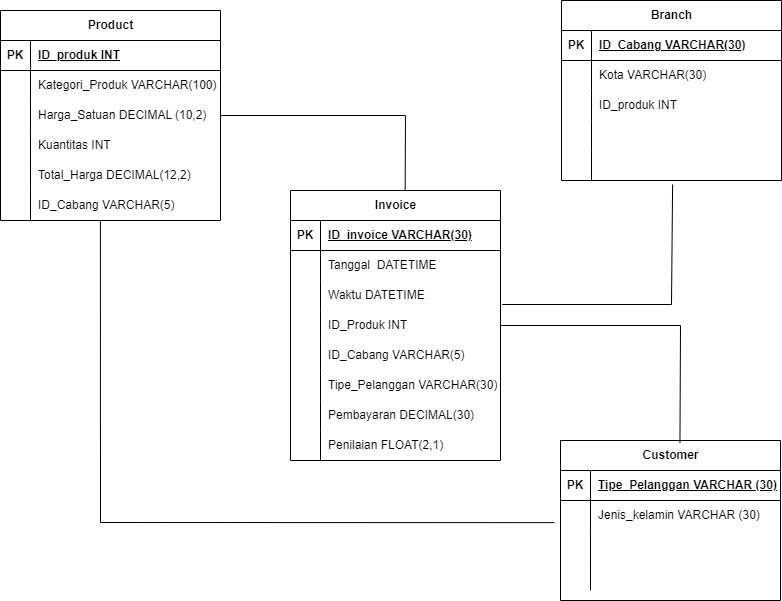 Product
PK ID_produk INT
Kategori_Produk VARCHAR(100)
Harga_Satuan DECIMAL (10,2)
Kuantitas INT
Total_Harga DECIMAL(12,2)
ID_Cabang VARCHAR(5)
Branch
PK ID_Cabang VARCHAR(30)
Kota VARCHAR(30)
ID_produk INT
Invoice
PK ID_invoice VARCHAR(30)
Tanggal DATETIME
Waktu DATETIME
ID_Produk INT
ID_Cabang VARCHAR(5)
Tipe_Pelanggan VARCHAR(30)
Pembayaran DECIMAL(30)
Penilaian FLOAT(2,1)
Customer
PK Tipe_Pelanggan VARCHAR (30)
Jenis_kelamin VARCHAR (30)